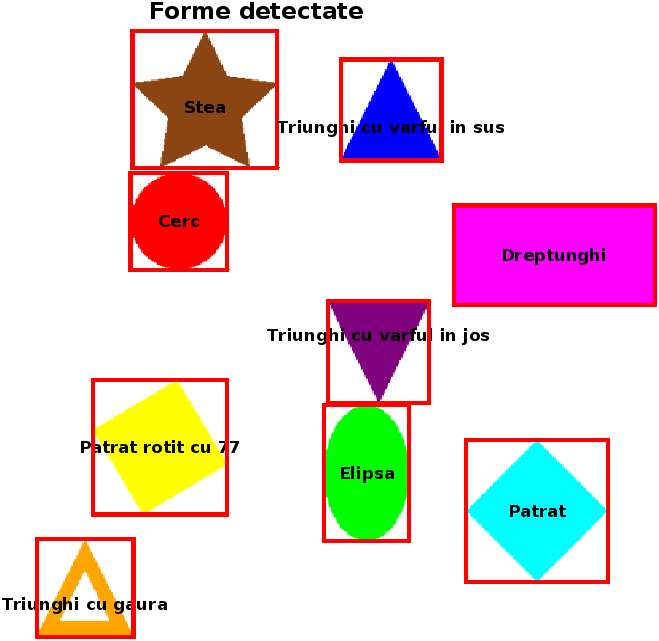 Forme detectate
Stea
Triunghi cu varful in sus
Cerc
Dreptunghi
Triunghi cu varful in jos
Patrat rotit cu 77
Elipsa
Patrat
Triunghi cu gaura